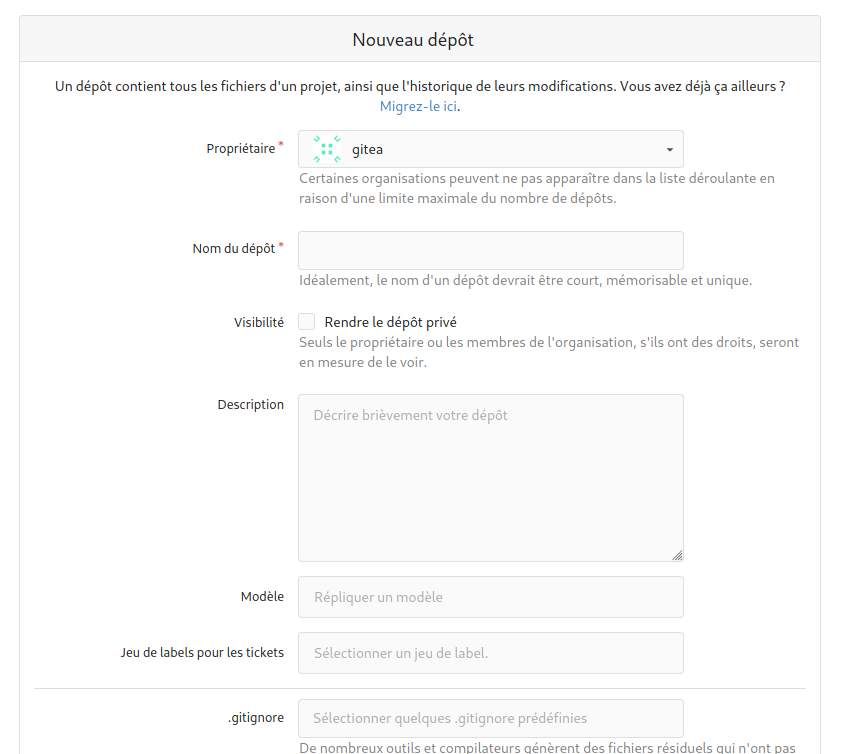 Nouveau dépôt
Un dépôt contient tous les fichiers d'un projet, ainsi que l'historique de leurs modifications. Vous avez déjà ça ailleurs ?
Migrez-le ici.
Propriétaire *
gitea
Certaines organisations peuvent ne pas apparaître dans la liste déroulante en
raison d'une limite maximale du nombre de dépôts.
Nom du dépôt *
Idéalement, le nom d'un dépôt devrait être court, mémorisable et unique.
Visibilité
Rendre le dépôt privé
Seuls le propriétaire ou les membres de l'organisation, s'ils ont des droits, seront
en mesure de le voir.
Description
Décrire brièvement votre dépôt
Modèle
Répliquer un modèle
Jeu de labels pour les tickets
Sélectionner un jeu de label.
.gitignore
Sélectionner quelques .gitignore prédéfinies
De nombreux outils et compilateurs génèrent des fichiers résiduels qui n'ont pas